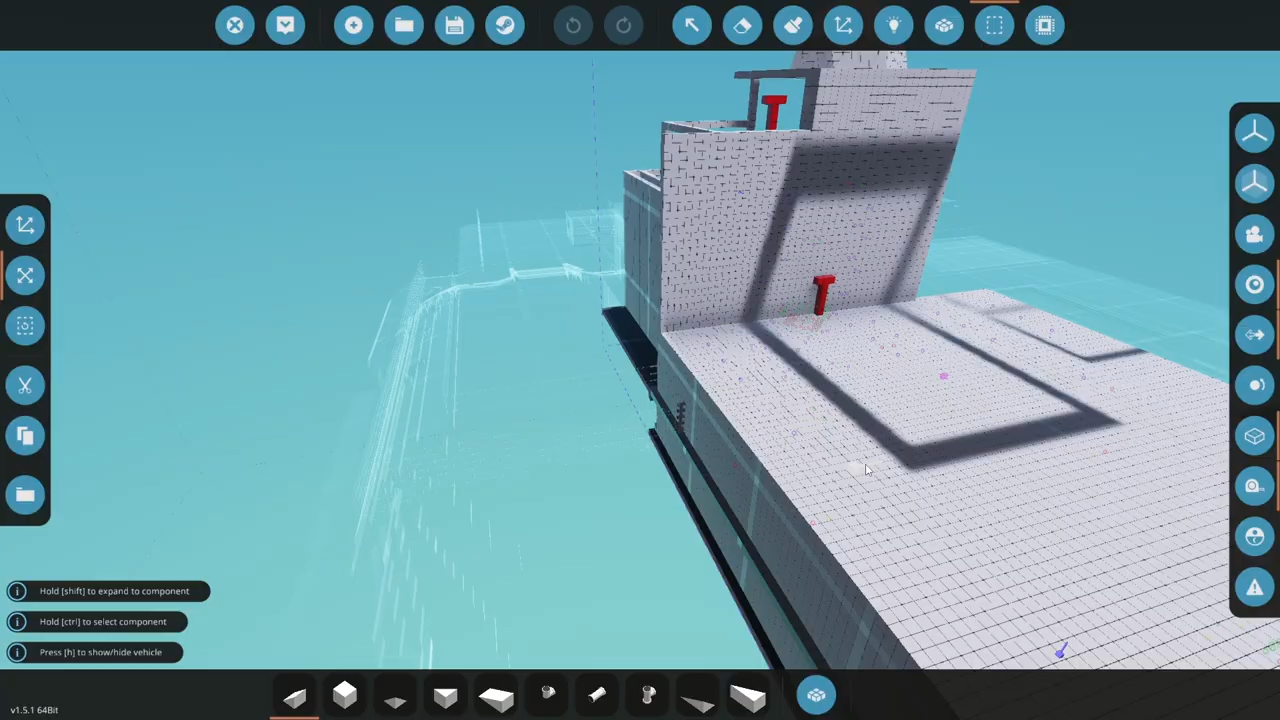 Hold [shift] to expand to component
Hold [ctrl] to select component
Press [h] to show/hide vehicle
v1.5.1 64Bit